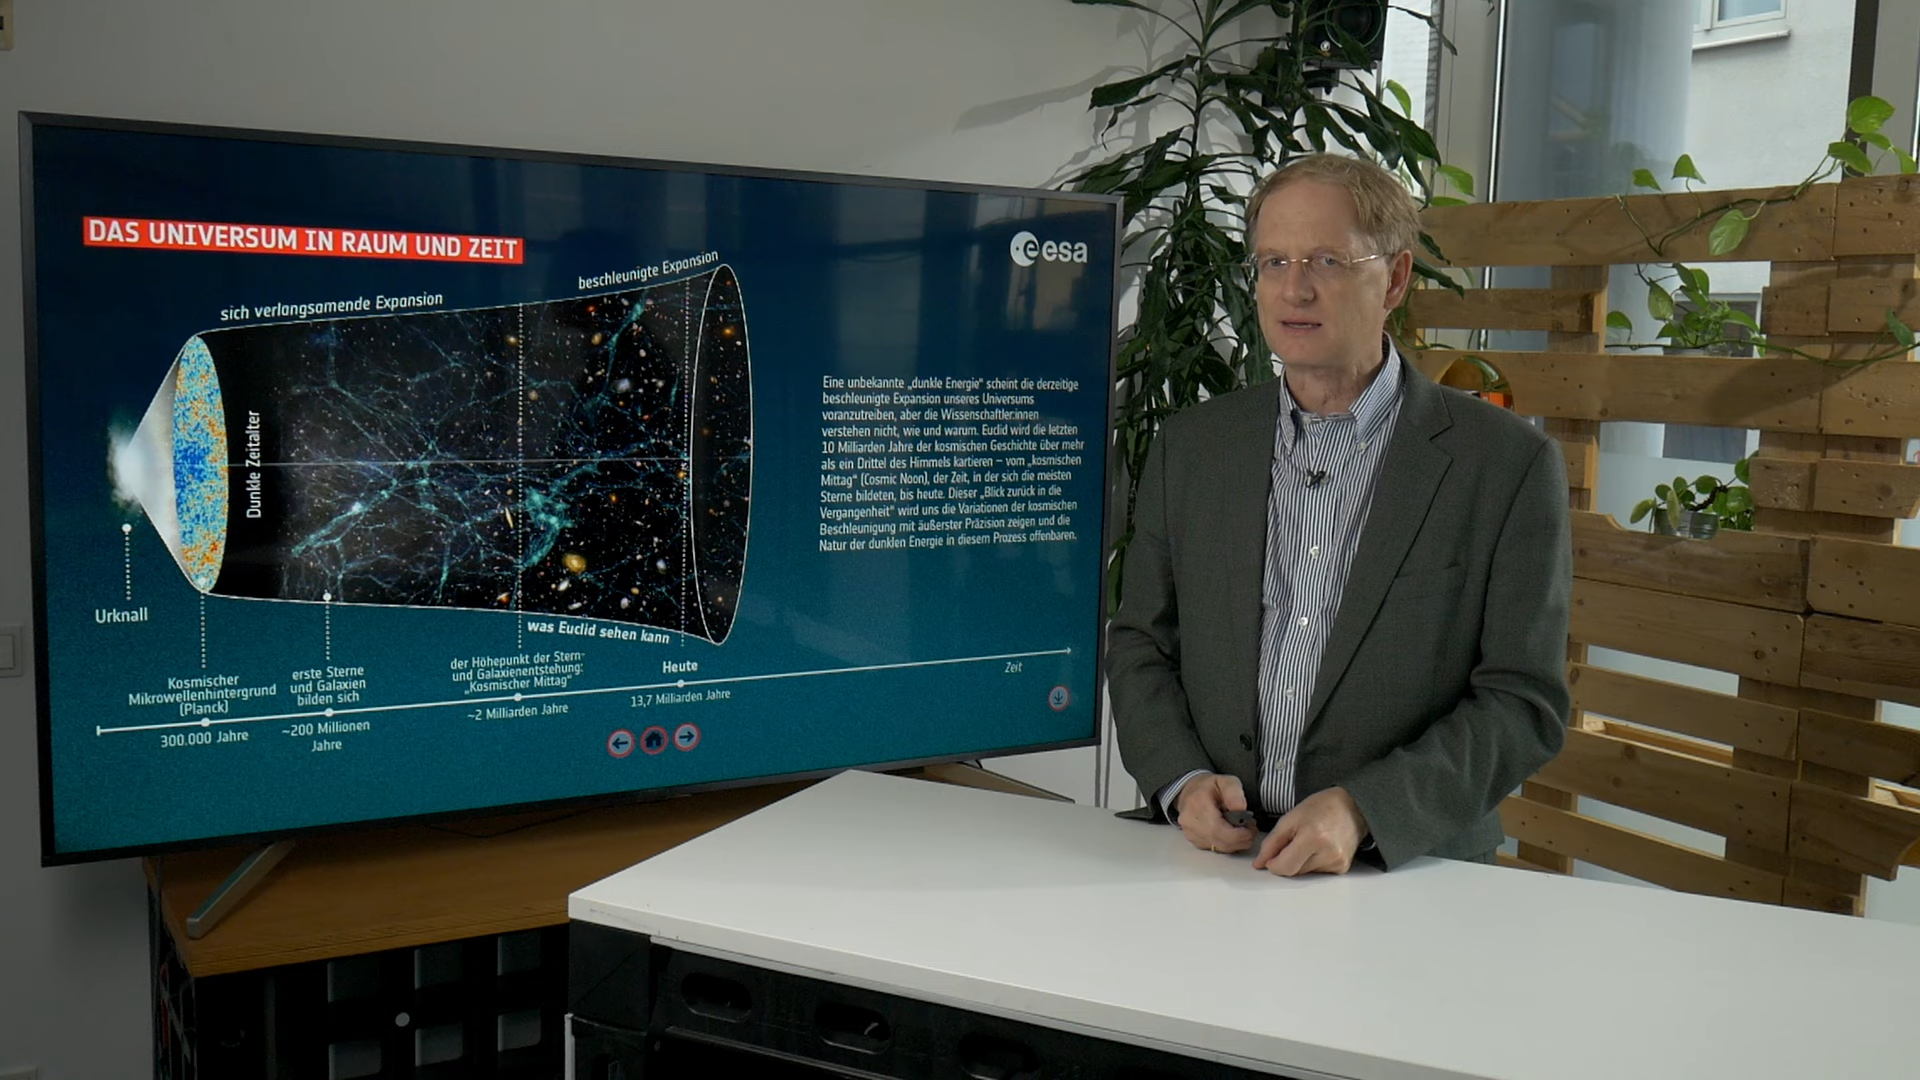 DAS UNIVERSUM IN RAUM UND ZEIT
esa
beschleunigte Expansion
sich verlangsamende Expansion
Dunkle Zeitalter
Eine unbekannte „dunkle Energie“ scheint die derzeitige
beschleunigte Expansion unseres Universums
voranzutreiben, aber die Wissenschaftler:innen
verstehen nicht, wie und warum. Euclid wird die letzten
10 Milliarden Jahre der kosmischen Geschichte über mehr
als ein Drittel des Himmels kartieren – vom „kosmischen
Mittag“ (Cosmic Noon), der Zeit, in der sich die meisten
Sterne bildeten, bis heute. Dieser „Blick zurück in die
Vergangenheit“ wird uns die Variationen der kosmischen
Beschleunigung mit äußerster Präzision zeigen und die
Natur der dunklen Energie in diesem Prozess offenbaren.
Urknall
was Euclid sehen kann
Kosmischer
Mikrowellenhintergrund
(Planck)
300.000 Jahre
erste Sterne
und Galaxien
bilden sich
~200 Millionen
Jahre
der Höhepunkt der Stern-
und Galaxienentstehung:
„Kosmischer Mittag“
~2 Milliarden Jahre
Heute
13,7 Milliarden Jahre
Zeit